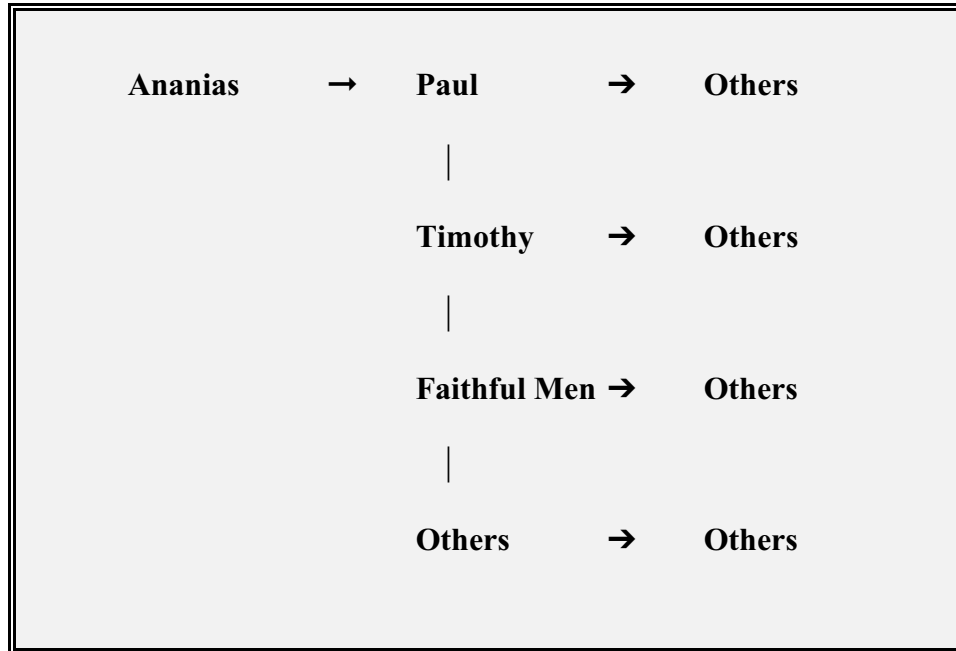 Ananias → Paul → Others
|
Timothy → Others
|
Faithful Men → Others
|
Others → Others